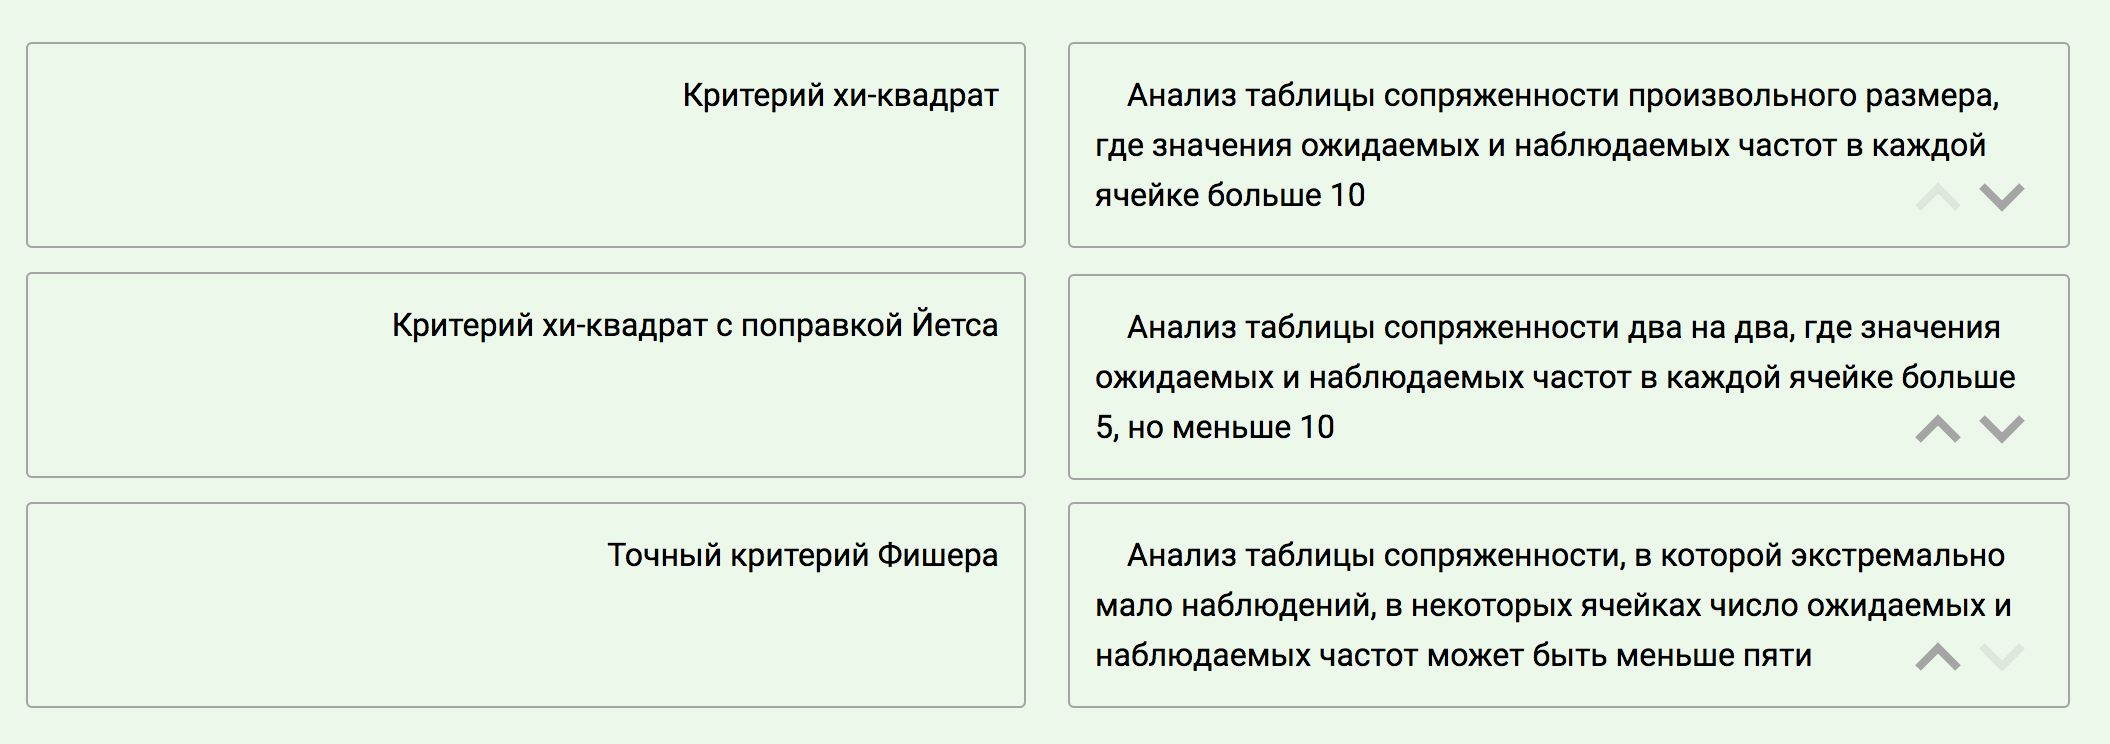 Критерий хи-квадрат
Анализ таблицы сопряженности произвольного размера,
где значения ожидаемых и наблюдаемых частот в каждой
ячейке больше 10
Критерий хи-квадрат с поправкой Йетса
Анализ таблицы сопряженности два на два, где значения
ожидаемых и наблюдаемых частот в каждой ячейке больше
5, но меньше 10
Точный критерий Фишера
Анализ таблицы сопряженности, в которой экстремально
мало наблюдений, в некоторых ячейках число ожидаемых и
наблюдаемых частот может быть меньше пяти